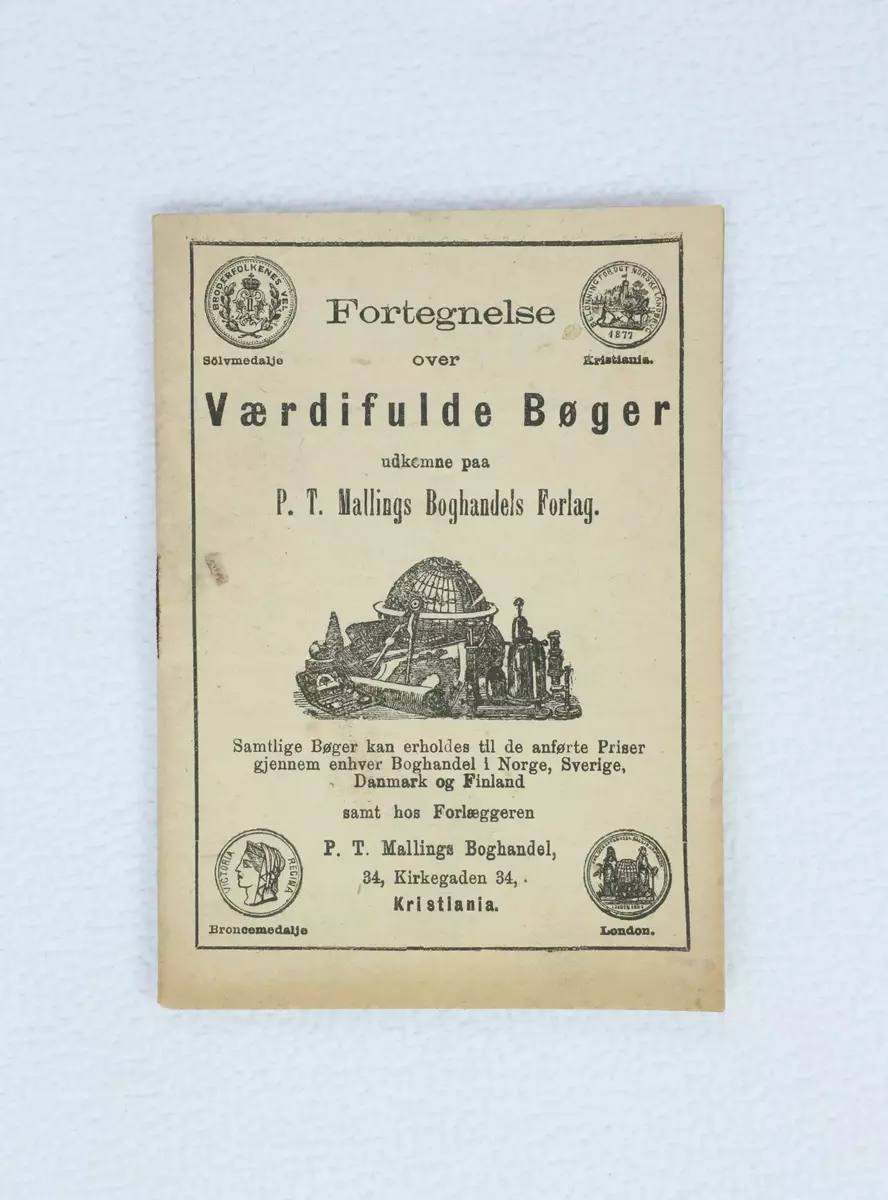 BRODERFOLKENES VEL
Sölvmedalje
1877
Kristiania.
Fortegnelse
over
Værdifulde Bøger
udkomne paa
P. T. Mallings Boghandels Forlag.
Samtlige Bøger kan erholdes til de anførte Priser
gjennem enhver Boghandel i Norge, Sverige,
Danmark og Finland
samt hos Forlæggeren
P. T. Mallings Boghandel,
34, Kirkegaden 34,
Kristiania.
VICTORIA REGINA
Broncemedalje
London.